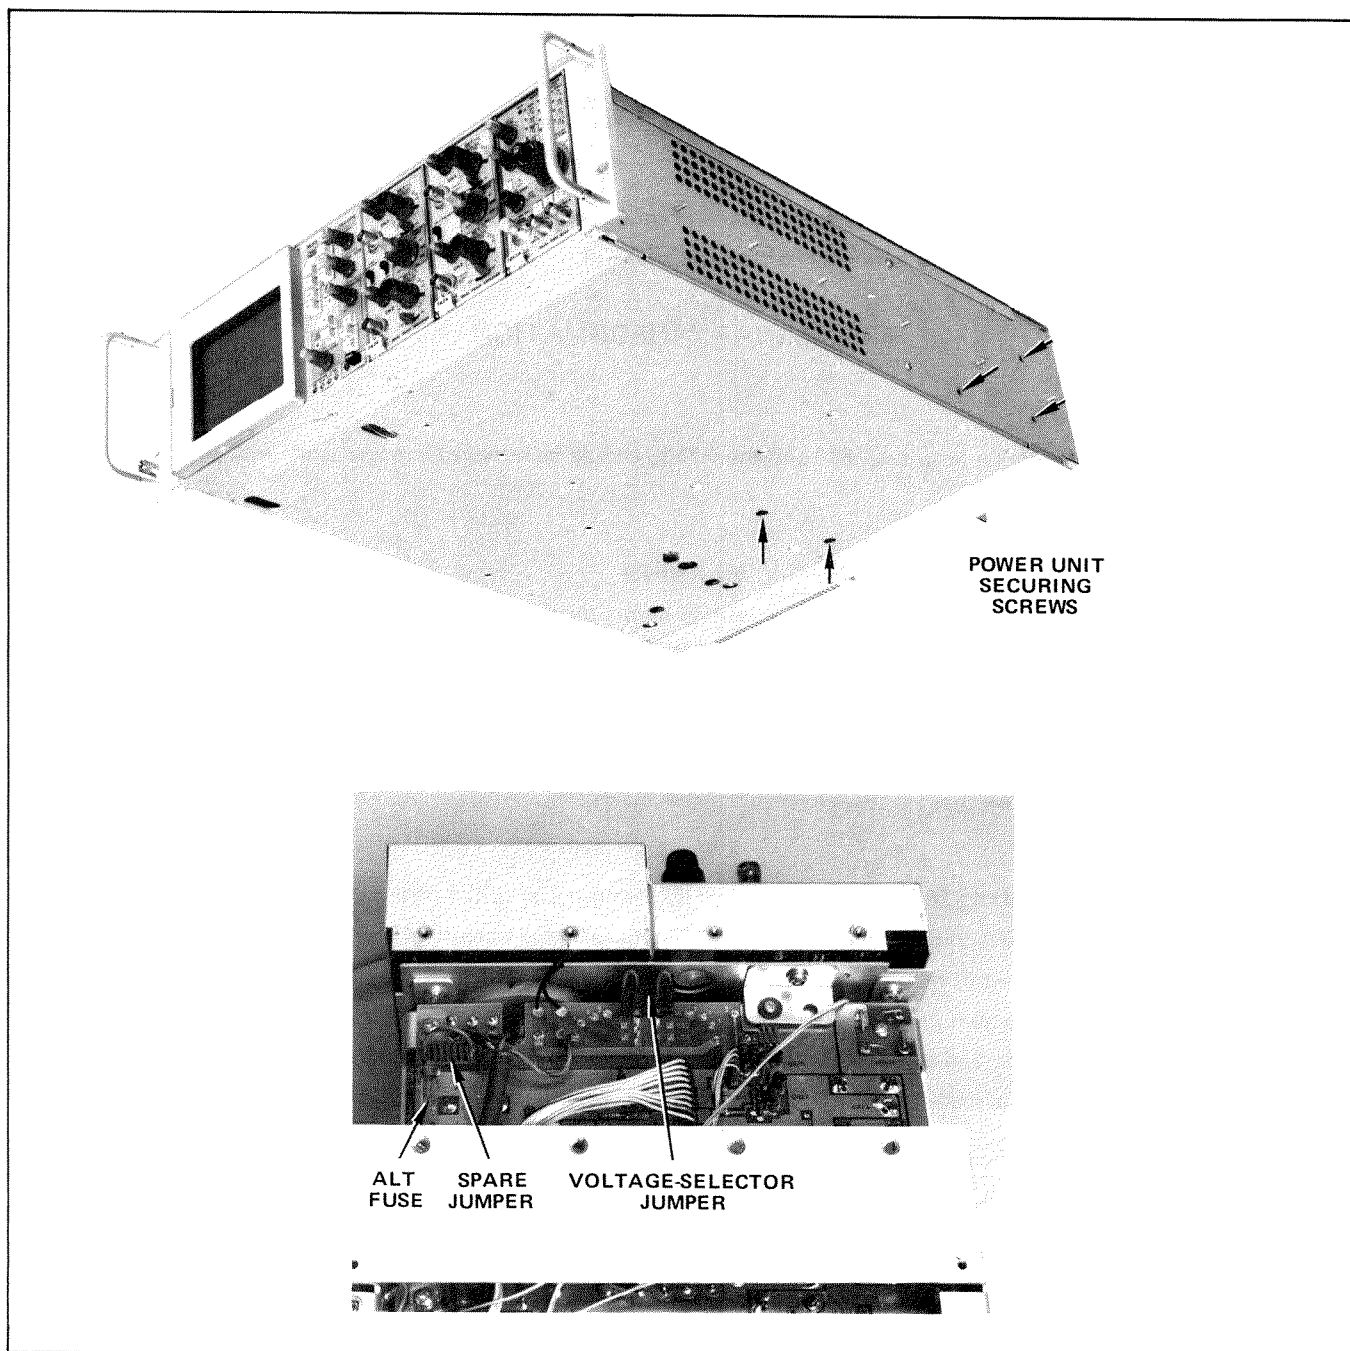 POWER UNIT
SECURING
SCREWS
ALT
FUSE
SPARE
JUMPER
VOLTAGE-SELECTOR
JUMPER